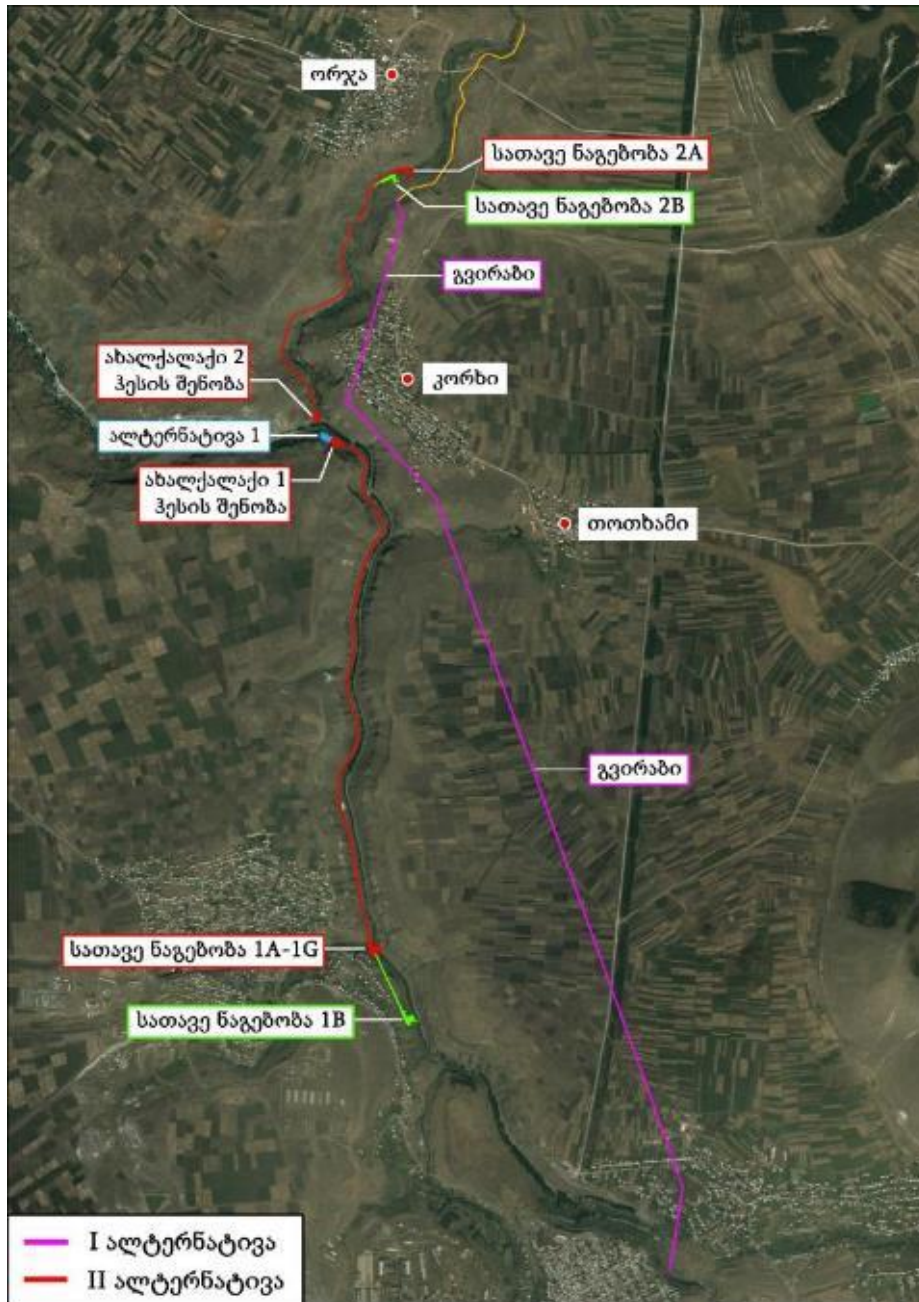 ორჯა
სათავე ნაგებობა 2A
სათავე ნაგებობა 2B
გვირაბი
ახალქალაქი 2
ჰესის შენობა
კორხი
ალტერნატივა 1
ახალქალაქი 1
ჰესის შენობა
თოთხამი
გვირაბი
სათავე ნაგებობა 1A-1G
სათავე ნაგებობა 1B
I ალტერნატივა
II ალტერნატივა